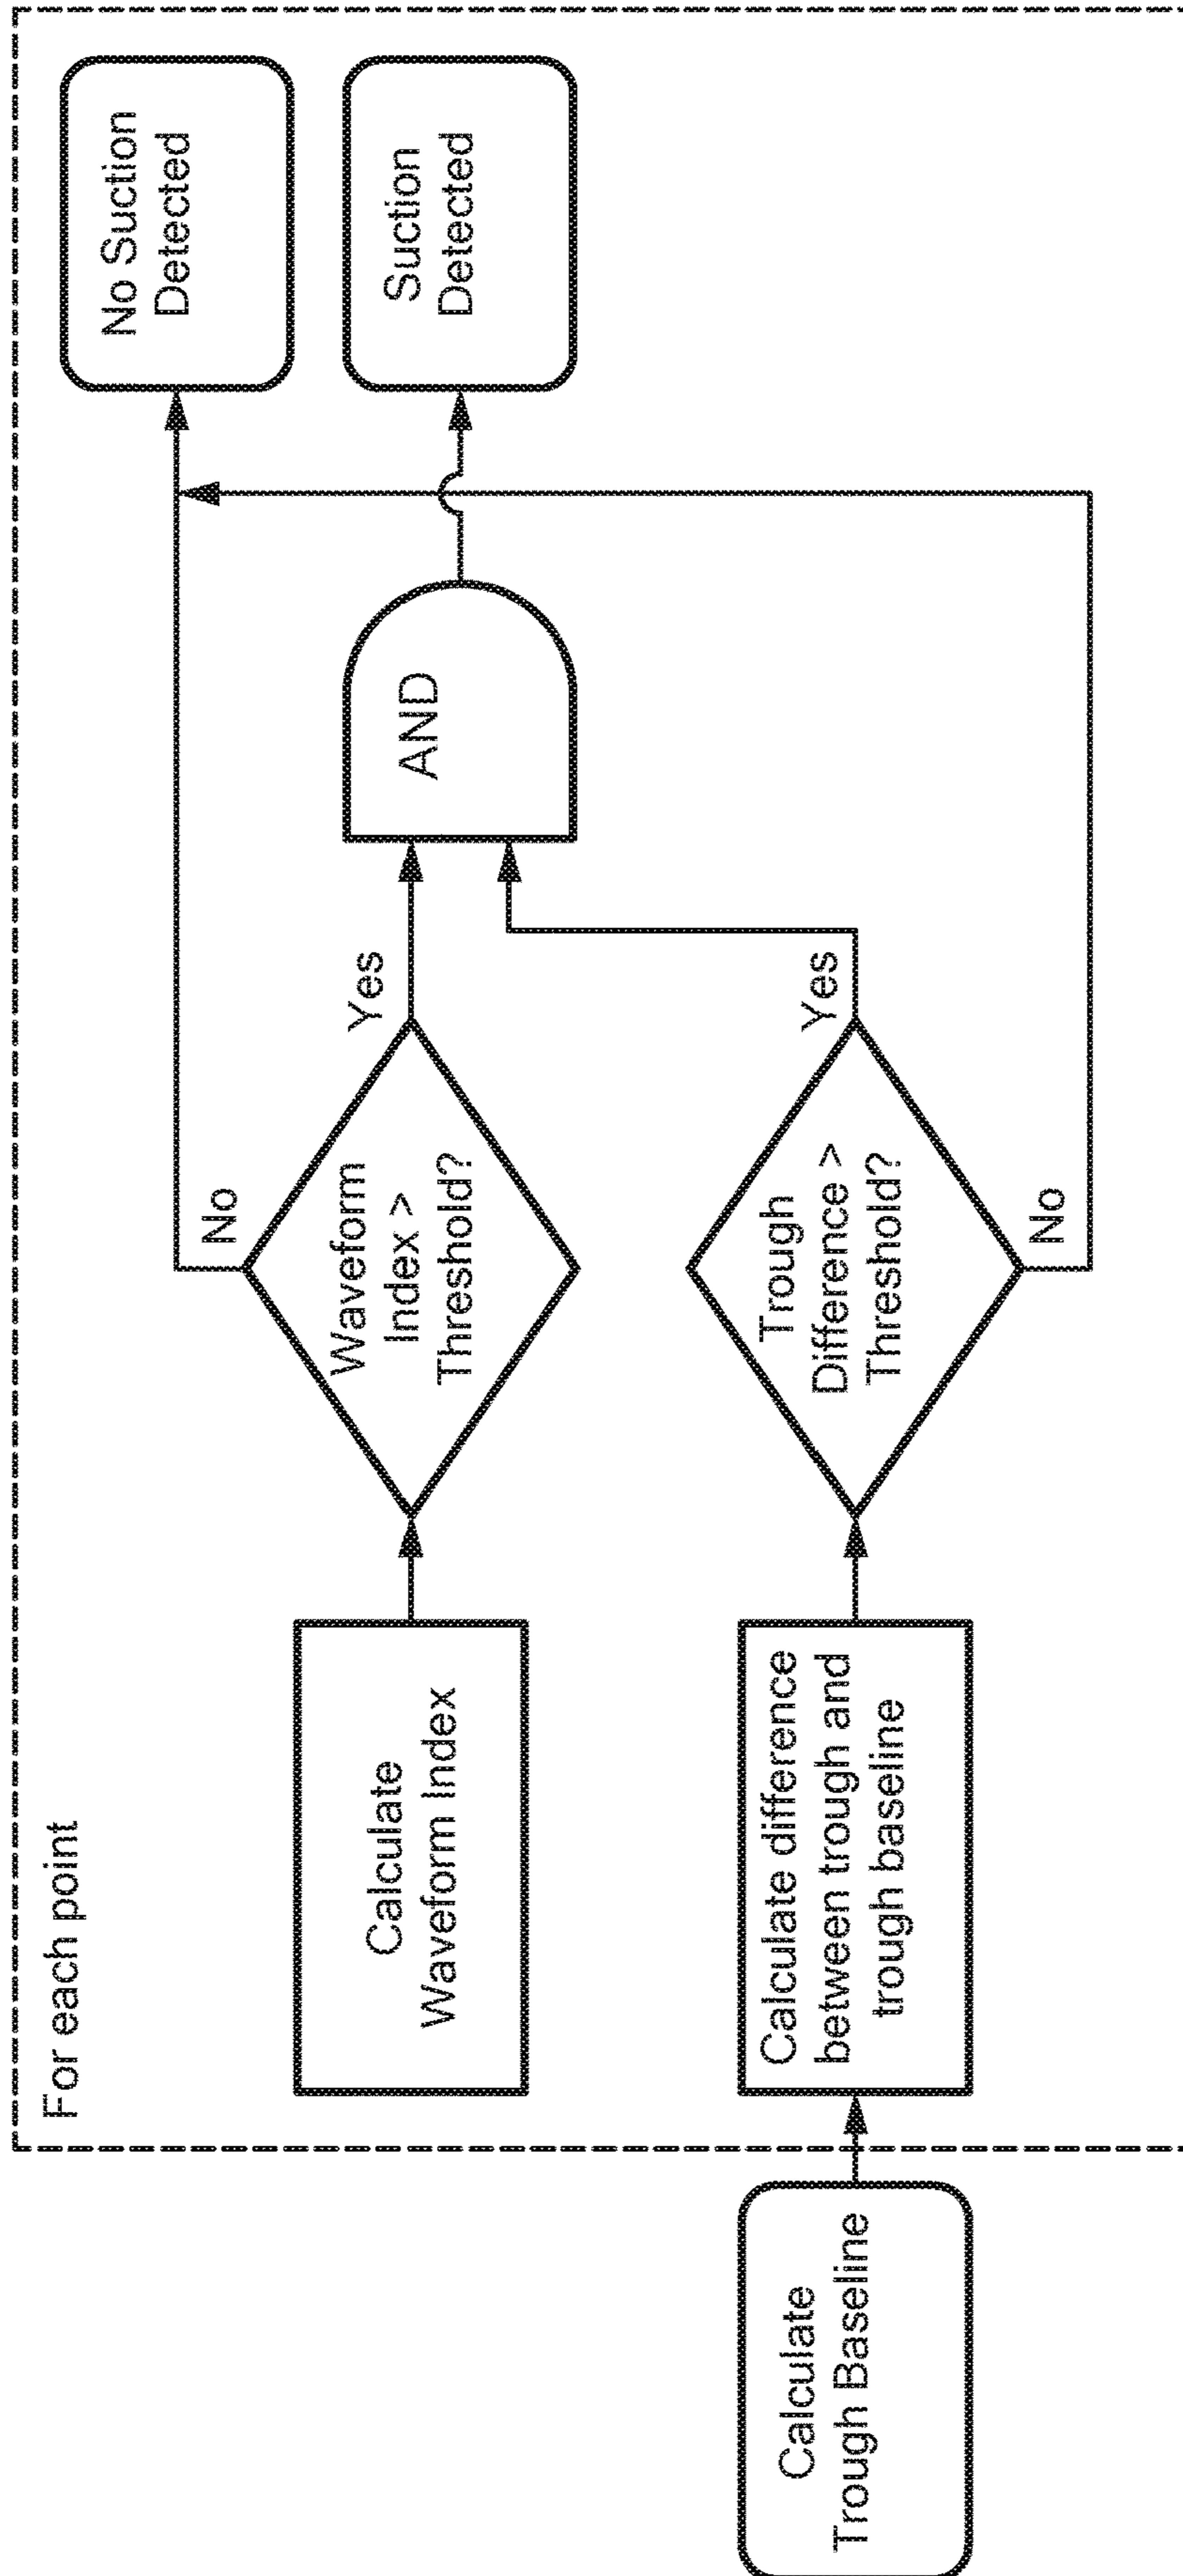 For each point
Calculate
Trough Baseline
Calculate
Waveform Index
Calculate difference
between trough and
trough baseline
Waveform
Index >
Threshold?
No
Yes
Trough
Difference >
Threshold?
Yes
No
AND
No Suction
Detected
Suction
Detected